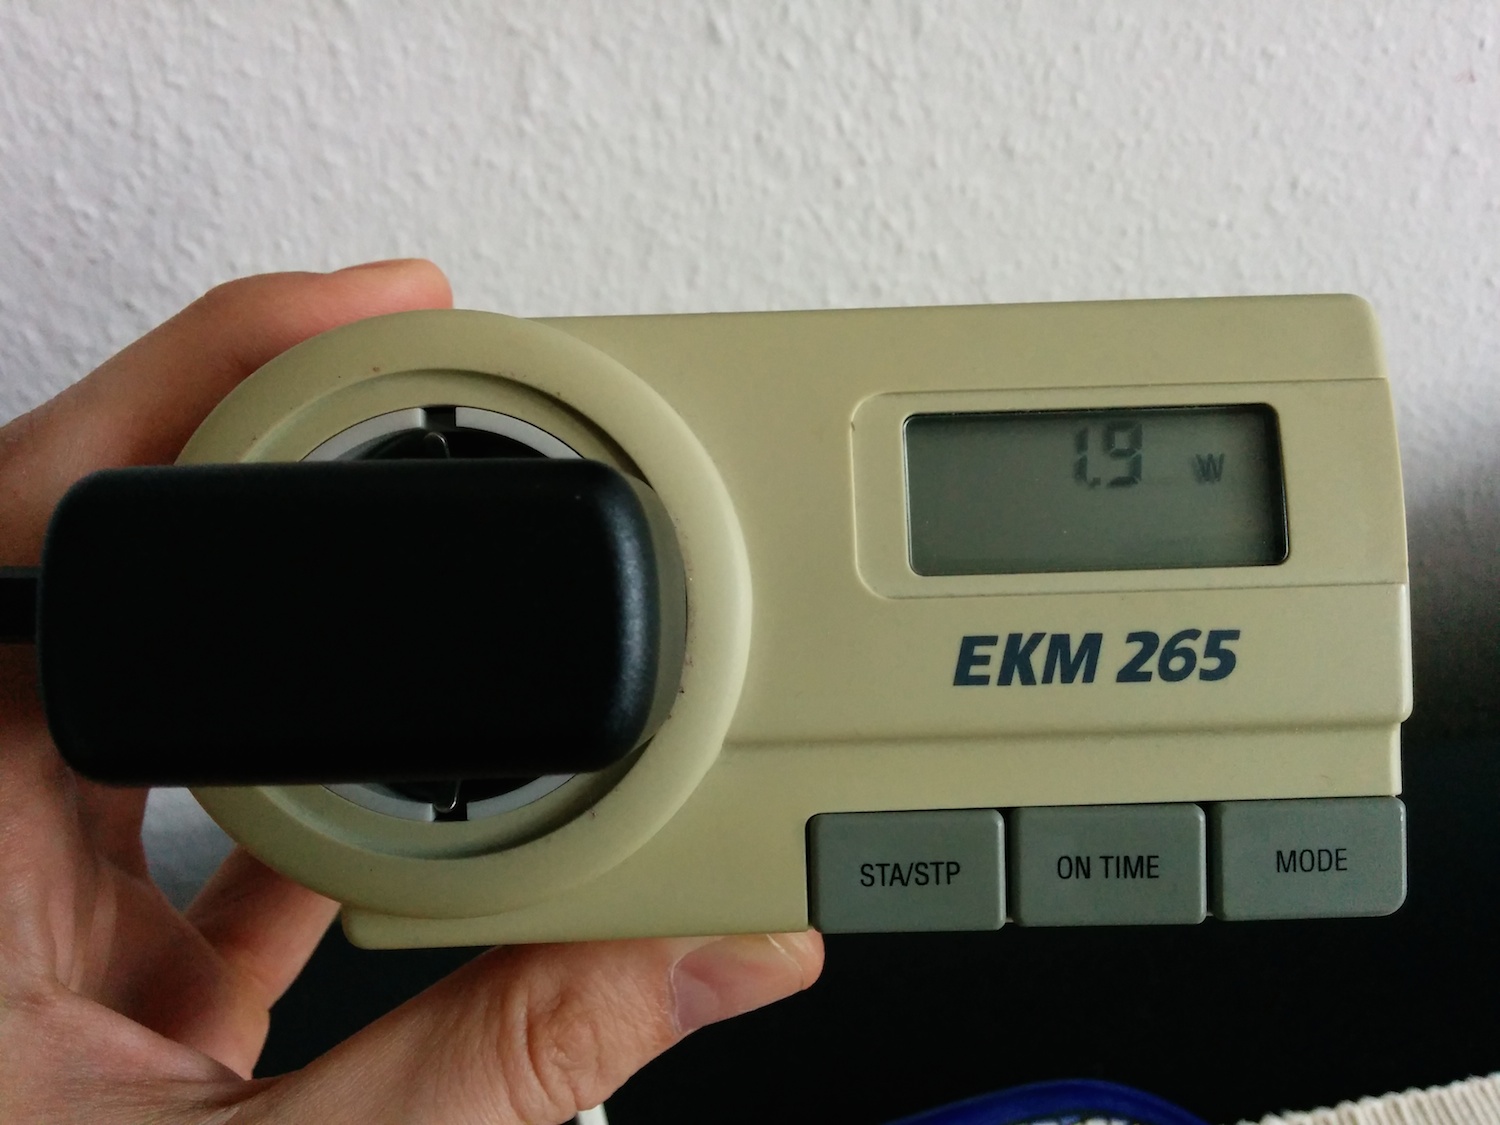 1.9 W
EKM 265
STA/STP
ON TIME
MODE